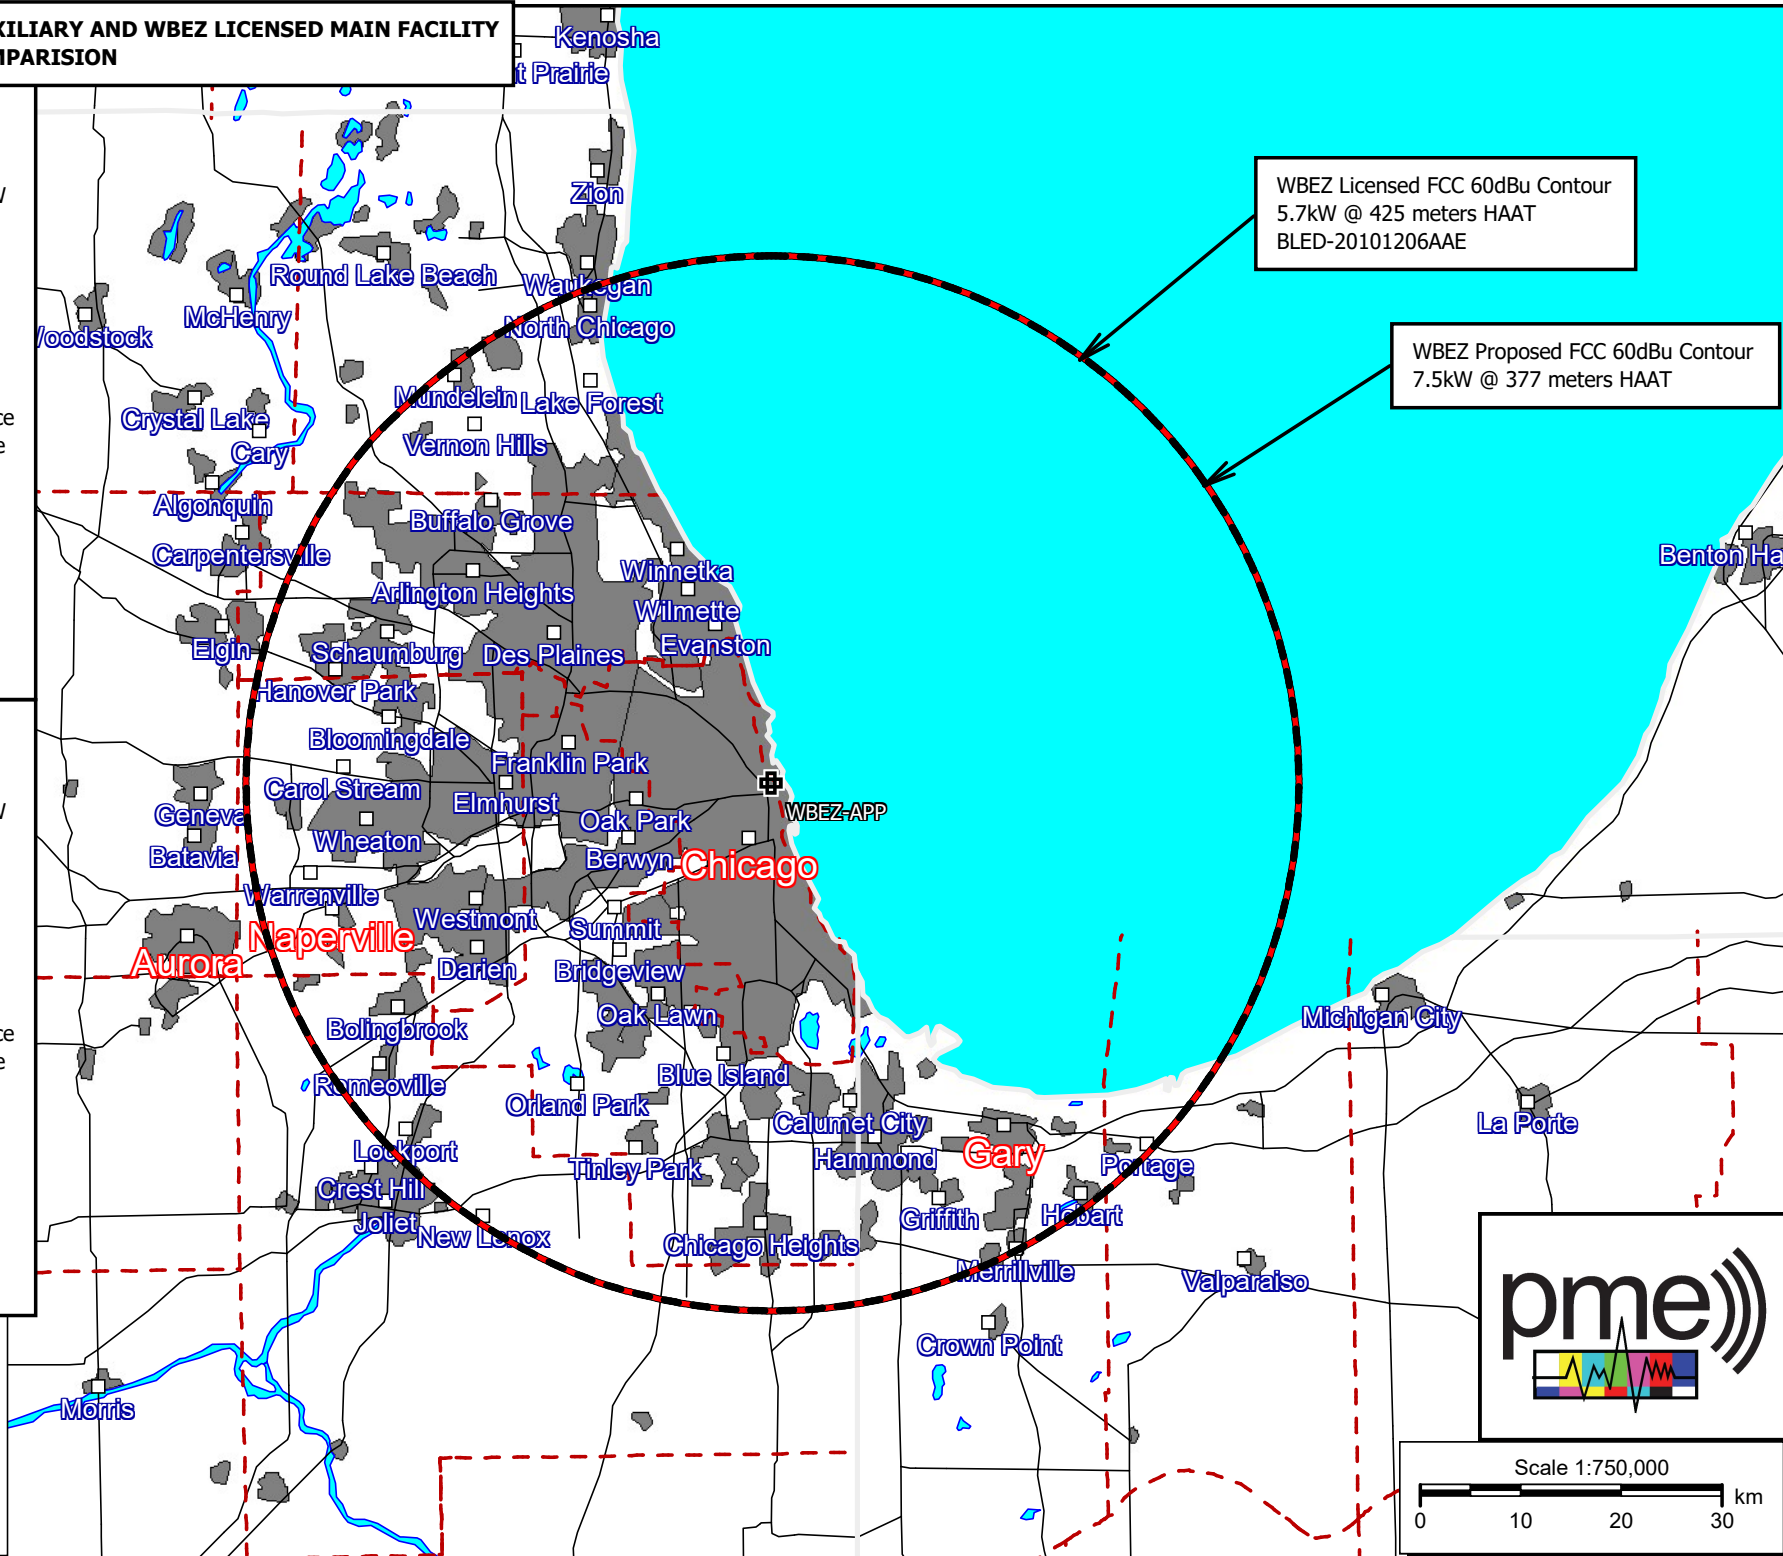 XILIARY AND WBEZ LICENSED MAIN FACILITY
MPARISION
Kenosha
t Prairie
Zion
WBEZ Licensed FCC 60dBu Contour
5.7kW @ 425 meters HAAT
BLED-20101206AAE
Round Lake Beach
Waukegan
McHenry
North Chicago
oodstock
WBEZ Proposed FCC 60dBu Contour
7.5kW @ 377 meters HAAT
Mundelein
Lake Forest
Crystal Lake
ce
Vernon Hills
Cary
e
Algonquin
Buffalo Grove
Carpentersville
Benton Ha
Winnetka
Arlington Heights
Wilmette
Elgin
Schaumburg
Des Plaines
Evanston
Hanover Park
Bloomingdale
Franklin Park
Carol Stream
Elmhurst
WBEZ-APP
Geneva
Oak Park
Wheaton
Batavia
Berwyn
Chicago
Warrenville
Westmont
Summit
Naperville
Aurora
Darien
Bridgeview
Oak Lawn
Michigan City
Bolingbrook
ce
e
Blue Island
Romeoville
Orland Park
Calumet City
La Porte
Lockport
Hammond
Gary
Tinley Park
Portage
Crest Hill
Griffith
Hobart
Joliet
New Lenox
Chicago Heights
Merrillville
Valparaiso
pme
Crown Point
Morris
Scale 1:750,000
km
0 10 20 30